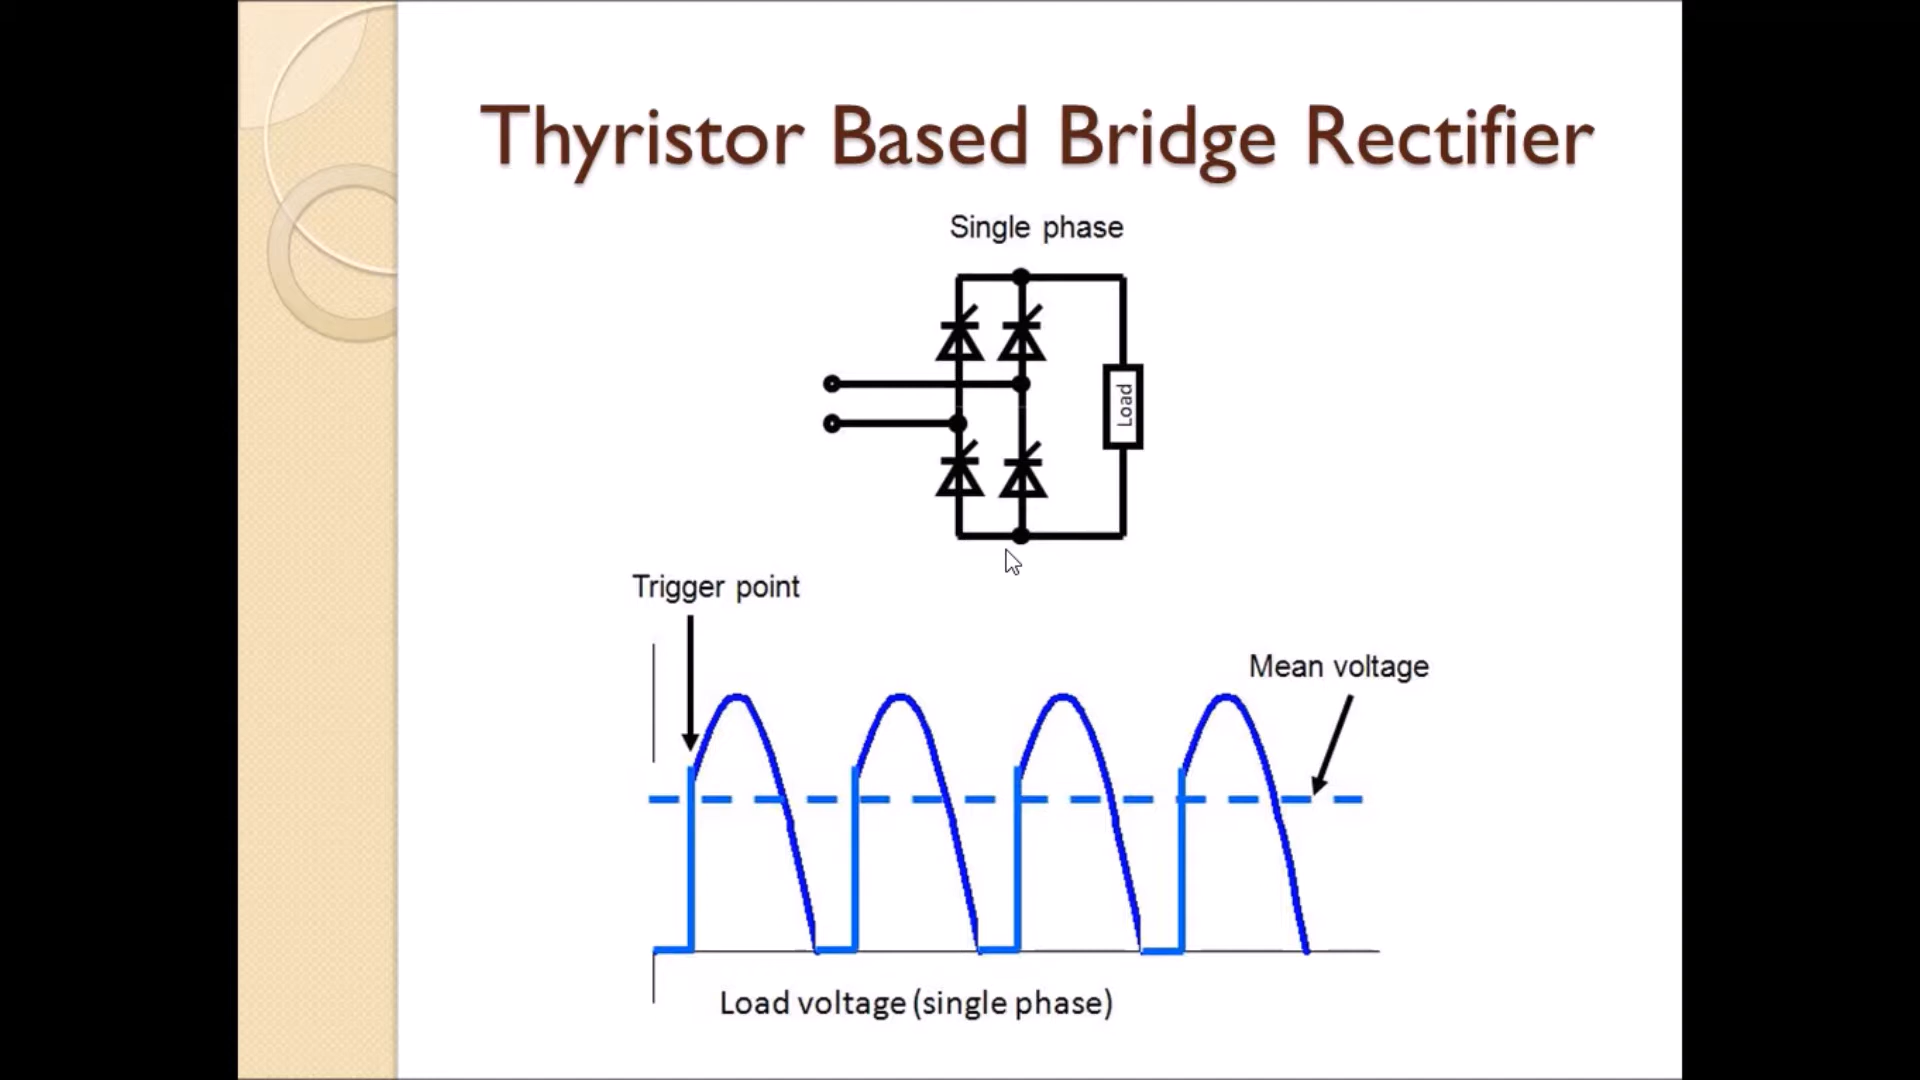 Thyristor Based Bridge Rectifier
Single phase
Load
Trigger point
Mean voltage
Load voltage (single phase)